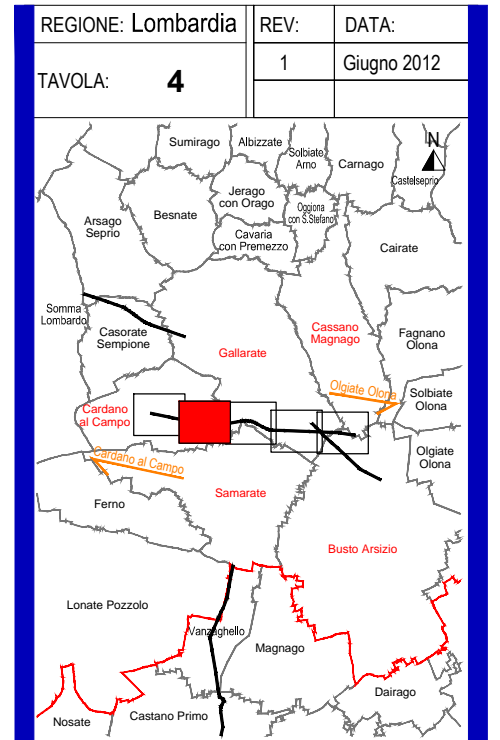 REGIONE: Lombardia
REV:
DATA:
TAVOLA: 4
1
Giugno 2012
N
Sumirago
Albizzate
Solbiate
Arno
Carnago
Castelseprio
Jerago
con Orago
Oggiona
con S.Stefano
Besnate
Arsago
Seprio
Cavaria
con Premezzo
Cairate
Somma
Lombardo
Casorate
Sempione
Cassano
Magnago
Fagnano
Olona
Gallarate
Olgiate Olona
Solbiate
Olona
Cardano
al Campo
Cardano al Campo
Olgiate
Olona
Ferno
Samarate
Busto Arsizio
Lonate Pozzolo
Vanzaghello
Magnago
Dairago
Nosate
Castano Primo